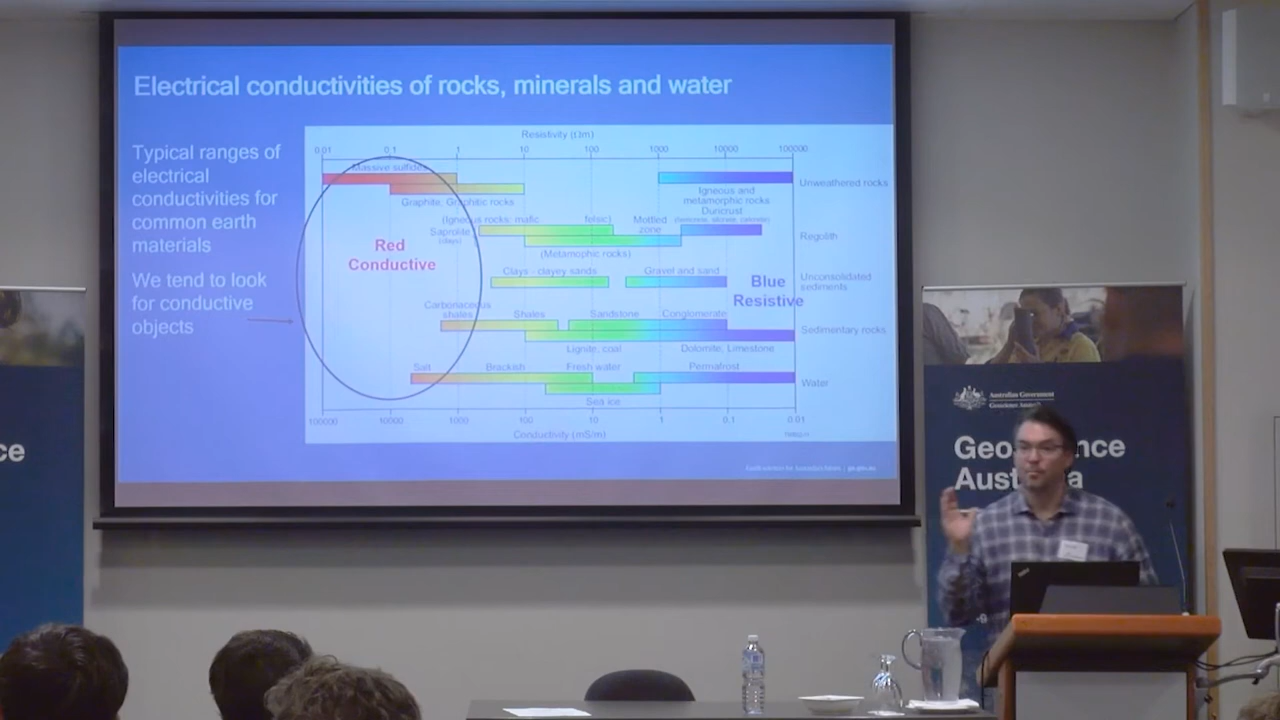 Electrical conductivities of rocks, minerals and water
Typical ranges of
electrical
conductivities for
common earth
materials
We tend to look
for conductive
objects
Resistivity (Ωm)
0.01 0.1 1 10 100 1000 10000 100000
Massive sulfides
Unweathered rocks
Graphite, Graphitic rocks
Igneous and
metamorphic rocks
Duricrust
(Igneous rocks: mafic felsic)
Mottled
zone
Saprolite
(clays)
Regolith
(Metamophic rocks)
Red
Conductive
Clays clayey sands
Gravel and sand
Unconsolidated
sediments
Blue
Resistive
Carbonaceous
shales
Shales
Sandstone
Conglomerate
Sedimentary rocks
Lignite, coal
Dolomite, Limestone
Salt
Brackish
Fresh water
Permafrost
Water
Sea ice
100000 10000 1000 100 10 1 0.1 0.01
Conductivity (mS/m)
Australian Government
Geoscience Australia
ce